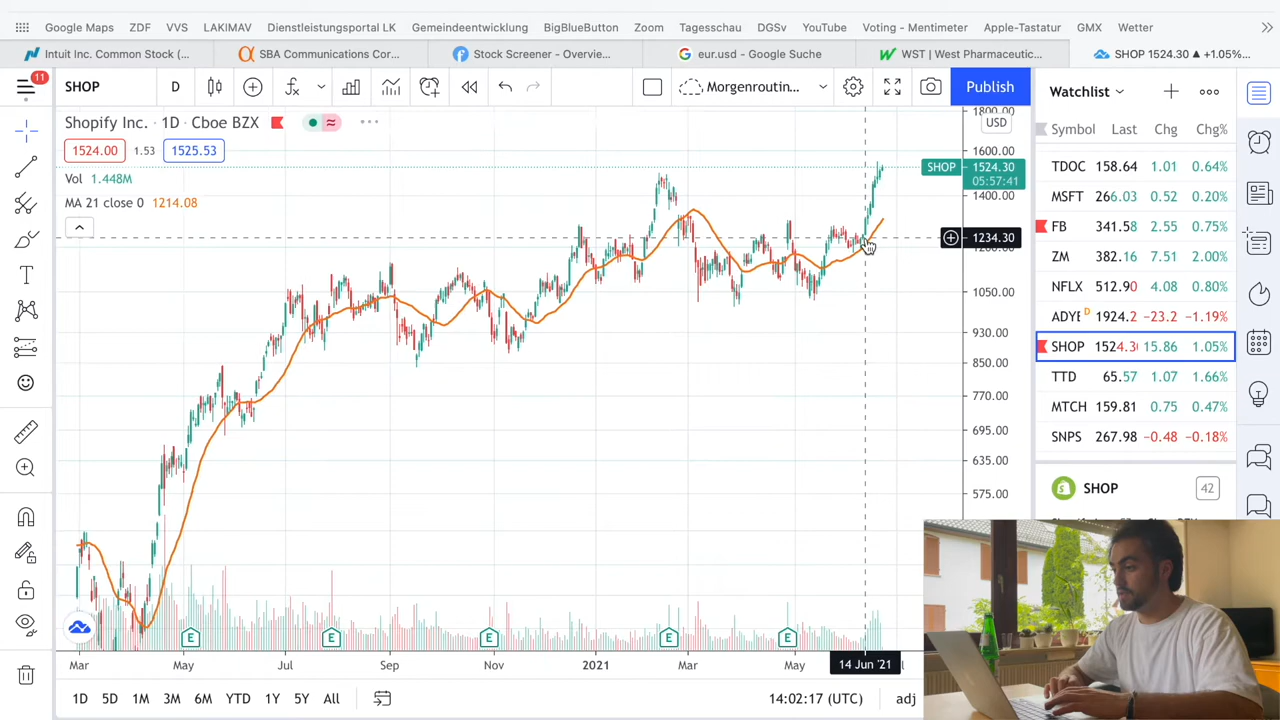 Google Maps ZDF VVS LAKIMAV Dienstleistungsportal LK Gemeindeentwicklung BigBlueButton Zoom Tagesschau DGSv YouTube Voting - Mentimeter Apple-Tastatur GMX Wetter
Intuit Inc. Common Stock (... SBA Communications Cor... Stock Screener - Overvie... eur.usd - Google Suche WST | West Pharmaceutic... SHOP 1524.30 ▲ +1.05%...
11 SHOP D Morgenroutin... Publish Watchlist
Shopify Inc. · 1D · Cboe BZX
1524.00 1.53 1525.53
Vol 1.448M
MA 21 close 0 1214.08
1800.00
USD
1600.00
SHOP 1524.30
05:57:41
1400.00
1234.30
1050.00
930.00
850.00
770.00
695.00
635.00
575.00
Symbol Last Chg Chg%
TDOC 158.64 1.01 0.64%
MSFT 266.03 0.52 0.20%
FB 341.58 2.55 0.75%
ZM 382.16 7.51 2.00%
NFLX 512.90 4.08 0.80%
ADYE D 1924.2 −23.2 −1.19%
SHOP 1524.30 15.86 1.05%
TTD 65.57 1.07 1.66%
MTCH 159.81 0.75 0.47%
SNPS 267.98 −0.48 −0.18%
SHOP 42
E E E E E
Mar May Jul Sep Nov 2021 Mar May 14 Jun '21
1D 5D 1M 3M 6M YTD 1Y 5Y All 14:02:17 (UTC) adj